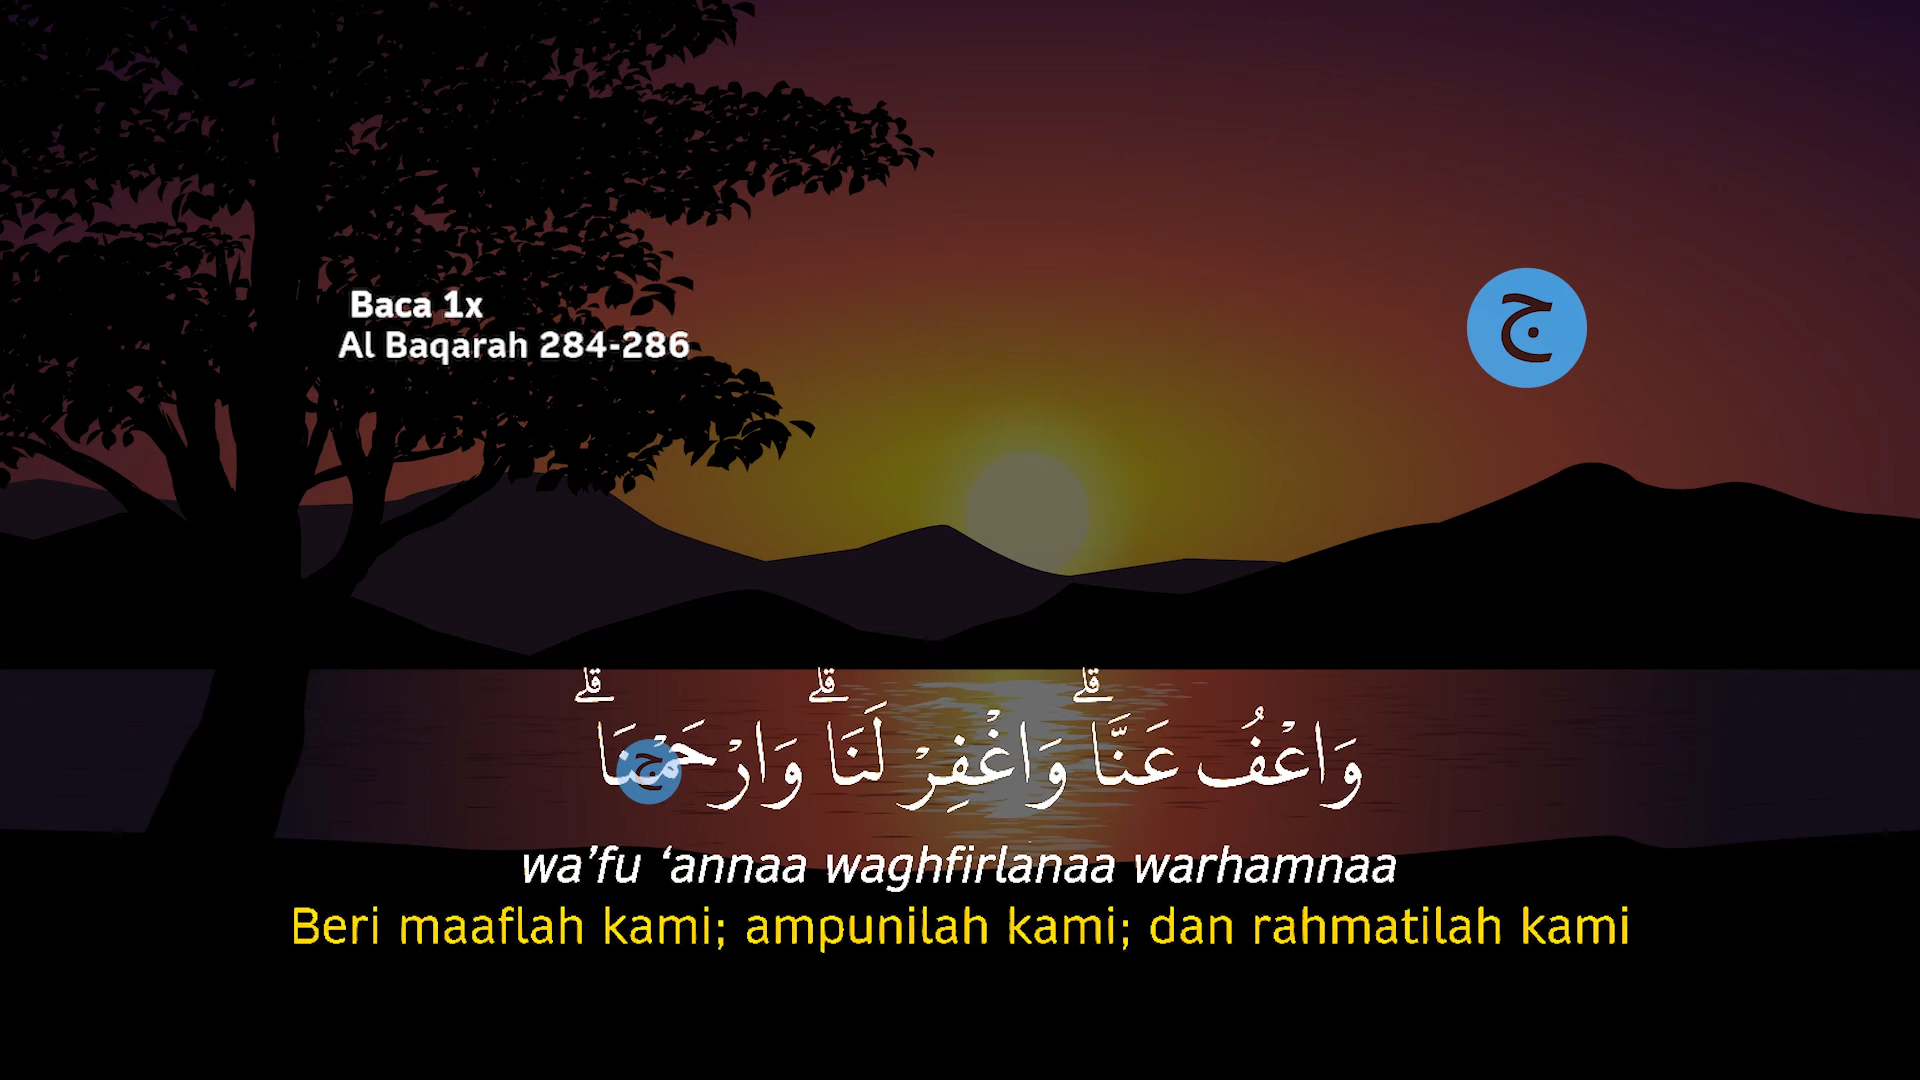 Baca 1x
Al Baqarah 284-286
ج
وَاعْفُ عَنَّاۗ وَاغْفِرْ لَنَاۗ وَارْحَمْنَاۗ
ج
wa’fu ‘annaa waghfirlanaa warhamnaa
Beri maaflah kami; ampunilah kami; dan rahmatilah kami